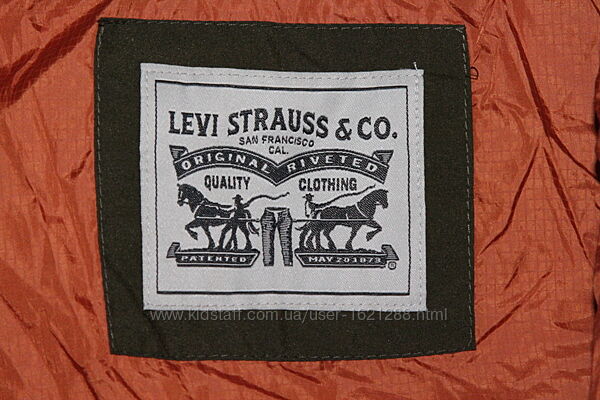 LEVI STRAUSS & CO.
SAN FRANCISCO
CAL.
ORIGINAL RIVETED
QUALITY CLOTHING
PATENTED MAY 20 1873
®
www.kidstaff.com.ua/user-1621288.html